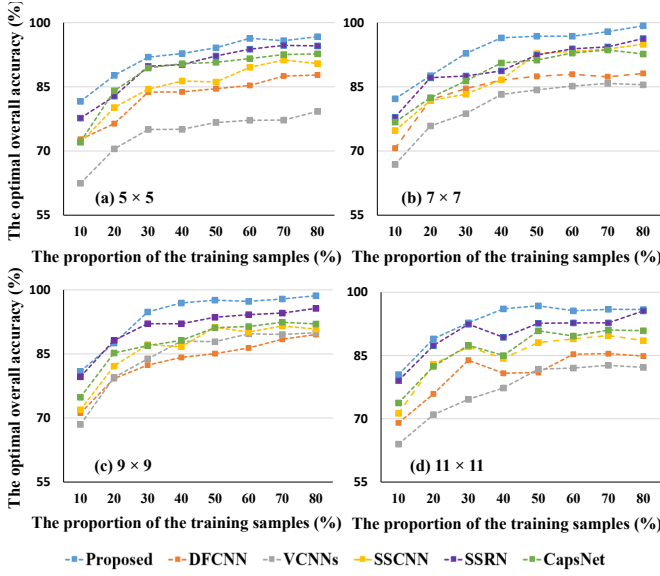 The optimal overall accuracy (%)
100
85
70
55
(a) 5 × 5
10 20 30 40 50 60 70 80
The proportion of the training samples (%)
100
85
70
55
(b) 7 × 7
10 20 30 40 50 60 70 80
The proportion of the training samples (%)
The optimal overall accuracy (%)
100
85
70
55
(c) 9 × 9
10 20 30 40 50 60 70 80
The proportion of the training samples (%)
100
85
70
55
(d) 11 × 11
10 20 30 40 50 60 70 80
The proportion of the training samples (%)
Proposed DFCNN VCNNs SSCNN SSRN CapsNet